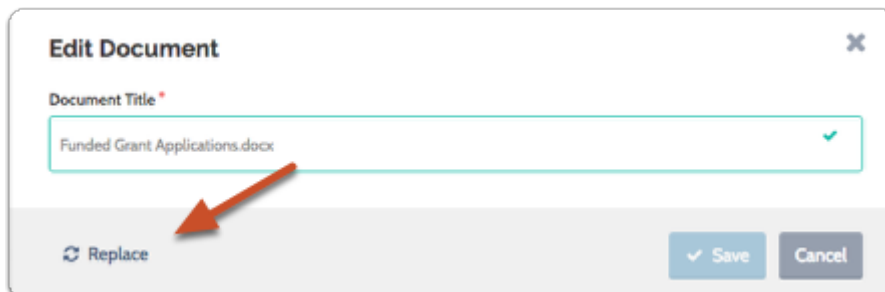 Edit Document
Document Title *
Funded Grant Applications.docx
Replace
Save
Cancel